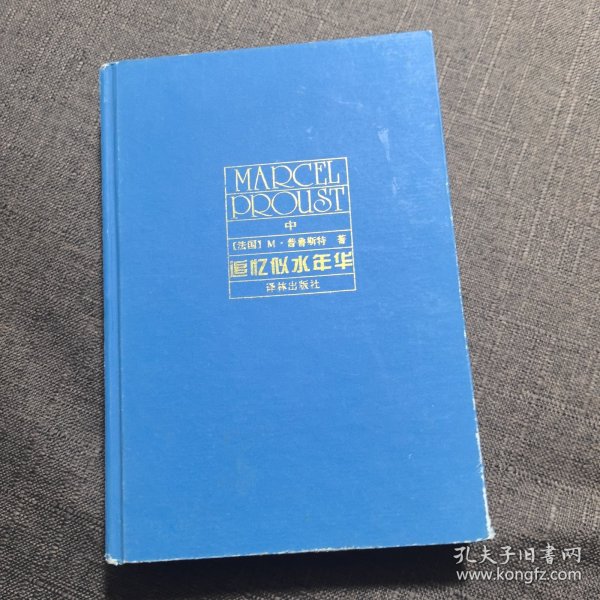 MARCEL
PROUST
中
〔法国〕M·普鲁斯特 著
追忆似水年华
译林出版社
孔夫子旧书网
www.kongfz.com